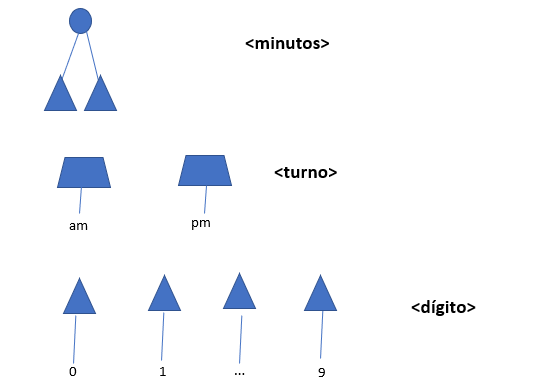 <minutos>
<turno>
am
pm
<dígito>
0
1
...
9